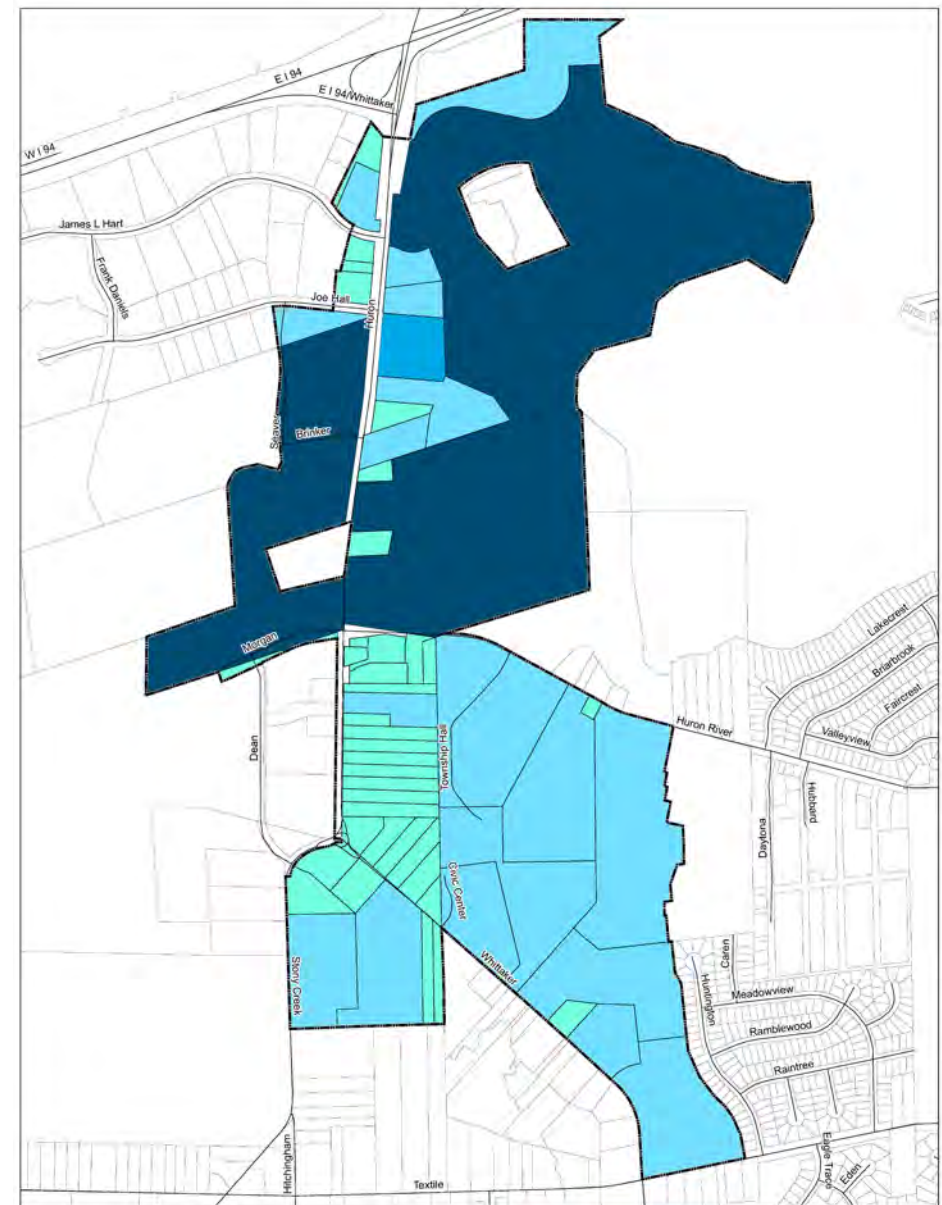 E I 94
E I 94/Whittaker
W I 94
James L Hart
Frank Daniels
Joe Hall
Huron
Seaver
Brinker
Morgan
Lakecrest
Briarbrook
Faircrest
Huron River
Valleyview
Dean
Township Hall
Hubbard
Daytona
Civic Center
Whittaker
Stony Creek
Caren
Huntington
Meadowview
Ramblewood
Raintree
Hitchingham
Textile
Eagle Trace
Eden